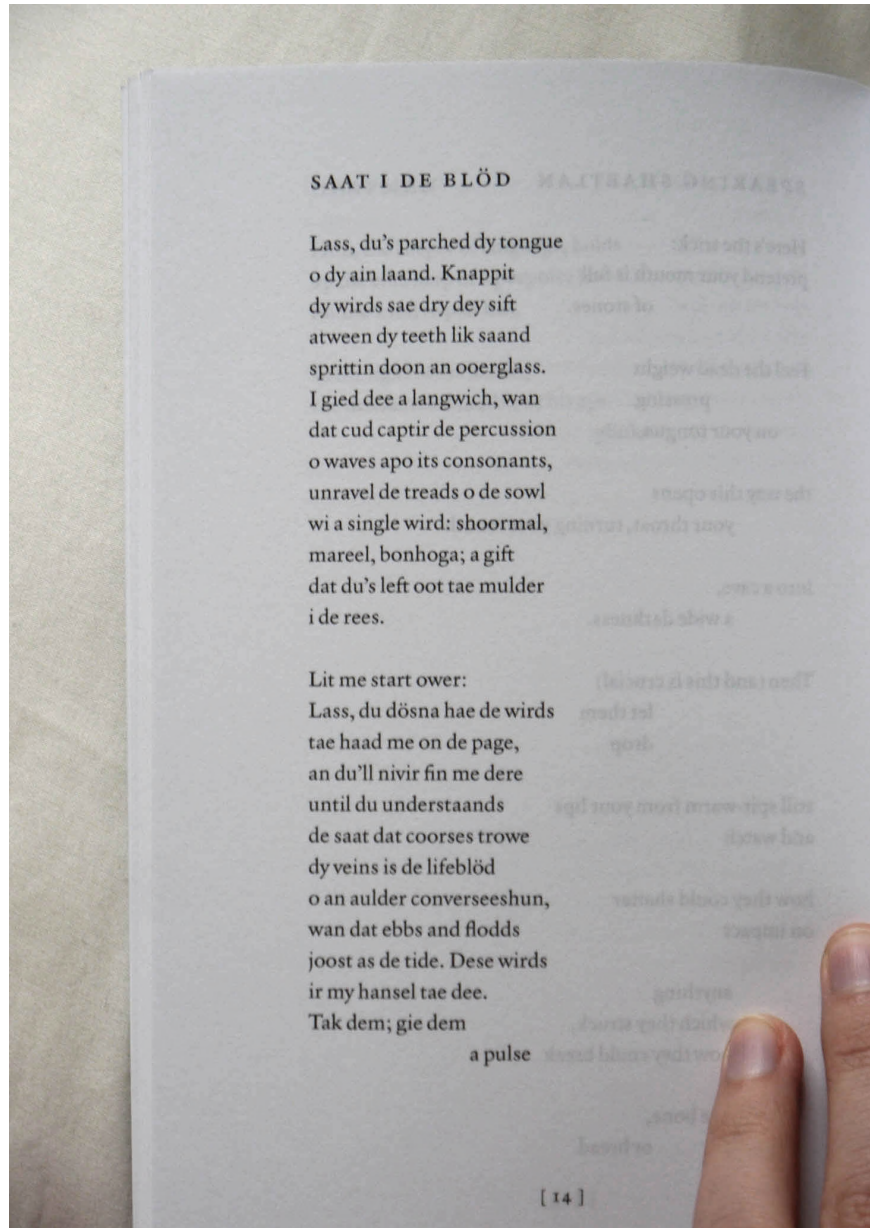 SAAT I DE BLÖD
Lass, du's parched dy tongue
o dy ain laand. Knappit
dy wirds sae dry dey sift
atween dy teeth lik saand
sprittin doon an ooerglass.
I gied dee a langwich, wan
dat cud captir de percussion
o waves apo its consonants,
unravel de treads o de sowl
wi a single wird: shoormal,
mareel, bonhoga; a gift
dat du's left oot tae mulder
i de rees.
Lit me start ower:
Lass, du dösna hae de wirds
tae haad me on de page,
an du'll nivir fin me dere
until du understaands
de saat dat coorses trowe
dy veins is de lifeblöd
o an aulder converseeshun,
wan dat ebbs and flodds
joost as de tide. Dese wirds
ir my hansel tae dee.
Tak dem; gie dem
a pulse
[ 14 ]